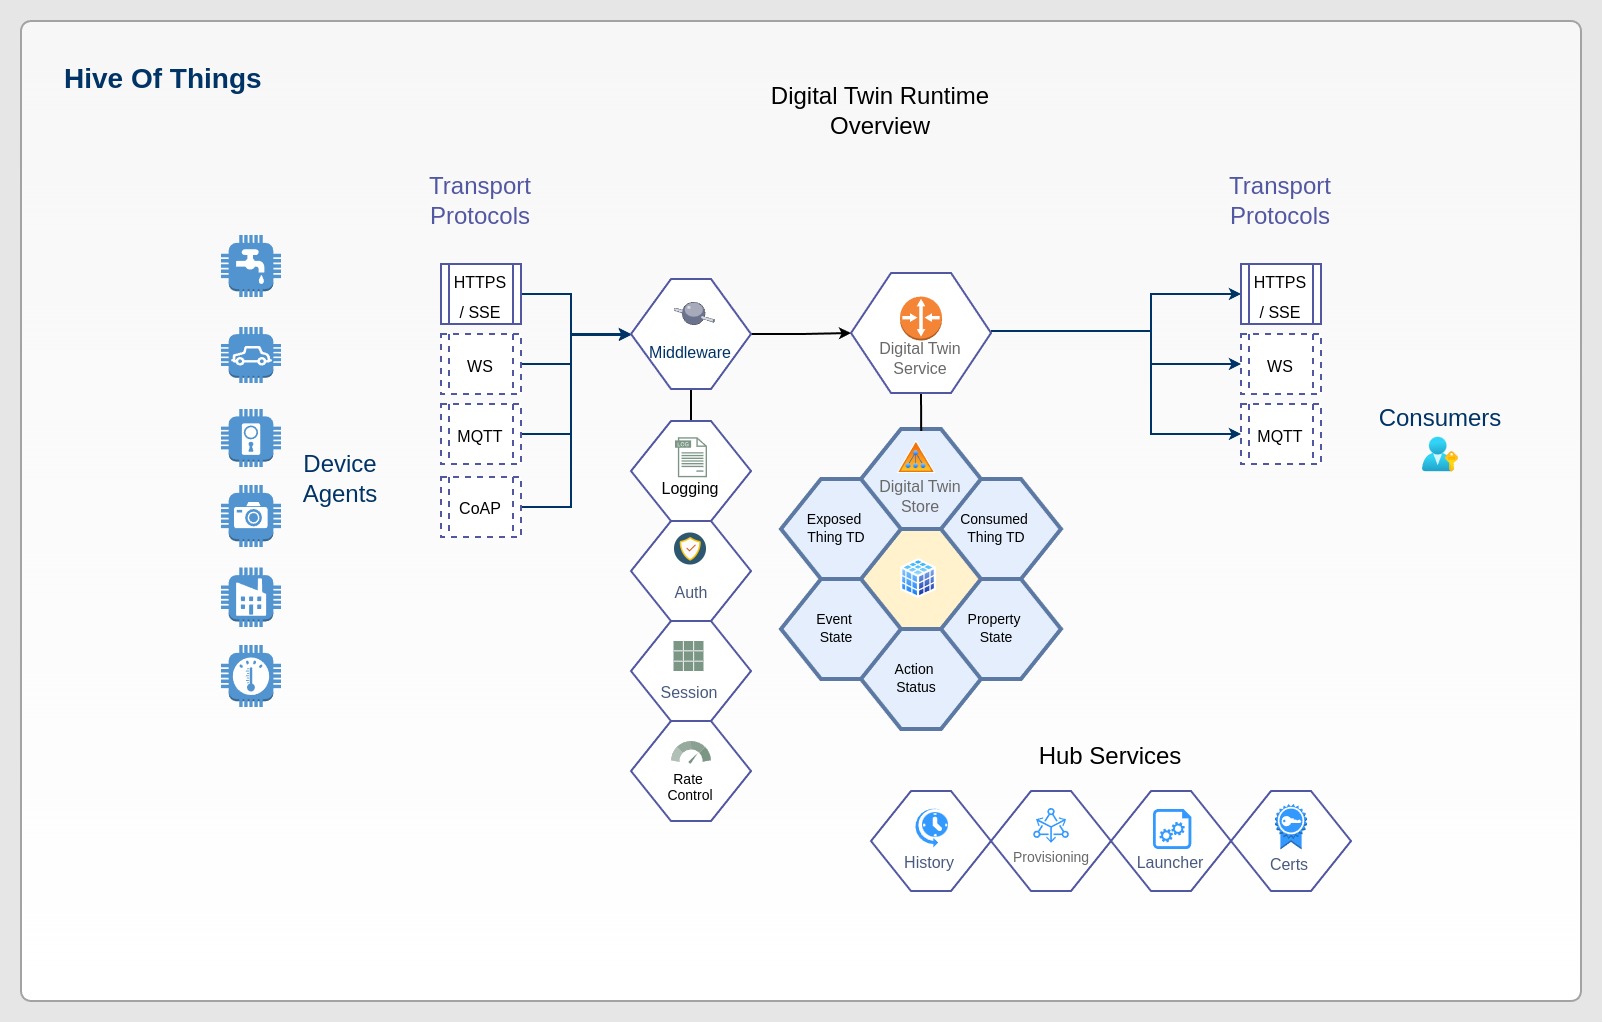 Hive Of Things
Digital Twin Runtime
Overview
Transport
Protocols
Transport
Protocols
HTTPS
/ SSE
WS
MQTT
CoAP
Device
Agents
Middleware
Digital Twin
Service
HTTPS
/ SSE
WS
MQTT
Consumers
LOG
Logging
Auth
Session
Rate
Control
Digital Twin
Store
Exposed
Thing TD
Consumed
Thing TD
Event
State
Property
State
Action
Status
Hub Services
History
Provisioning
Launcher
Certs